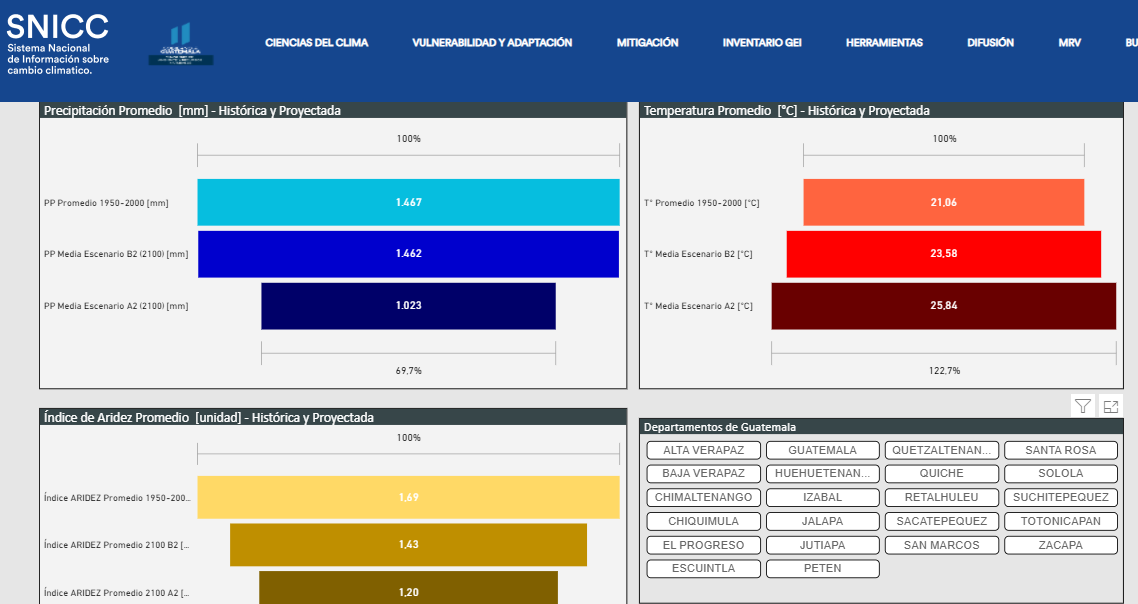 SNICC
Sistema Nacional
de Información sobre
cambio climatico.
CIENCIAS DEL CLIMA
VULNERABILIDAD Y ADAPTACIÓN
MITIGACIÓN
INVENTARIO GEI
HERRAMIENTAS
DIFUSIÓN
MRV
BU
Precipitación Promedio [mm] - Histórica y Proyectada
100%
PP Promedio 1950-2000 [mm]
1.467
PP Media Escenario B2 (2100) [mm]
1.462
PP Media Escenario A2 (2100) [mm]
1.023
69,7%
Temperatura Promedio [°C] - Histórica y Proyectada
100%
T° Promedio 1950-2000 [°C]
21,06
T° Media Escenario B2 [°C]
23,58
T° Media Escenario A2 [°C]
25,84
122,7%
Índice de Aridez Promedio [unidad] - Histórica y Proyectada
100%
Índice ARIDEZ Promedio 1950-200...
1,69
Índice ARIDEZ Promedio 2100 B2 [...
1,43
Índice ARIDEZ Promedio 2100 A2 [...
1,20
Departamentos de Guatemala
ALTA VERAPAZ
GUATEMALA
QUETZALTENAN...
SANTA ROSA
BAJA VERAPAZ
HUEHUETENAN...
QUICHE
SOLOLA
CHIMALTENANGO
IZABAL
RETALHULEU
SUCHITEPEQUEZ
CHIQUIMULA
JALAPA
SACATEPEQUEZ
TOTONICAPAN
EL PROGRESO
JUTIAPA
SAN MARCOS
ZACAPA
ESCUINTLA
PETEN